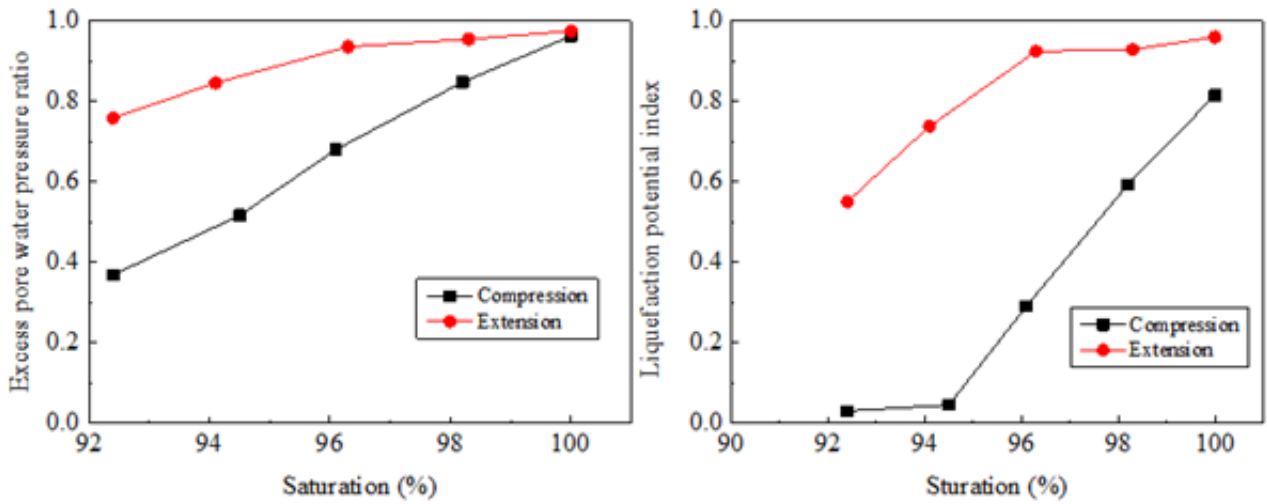 Excess pore water pressure ratio
1.0
0.8
0.6
0.4
0.2
0.0
92
94
96
98
100
Saturation (%)
Compression
Extension
Liquefaction potential index
1.0
0.8
0.6
0.4
0.2
0.0
90
92
94
96
98
100
Sturation (%)
Compression
Extension